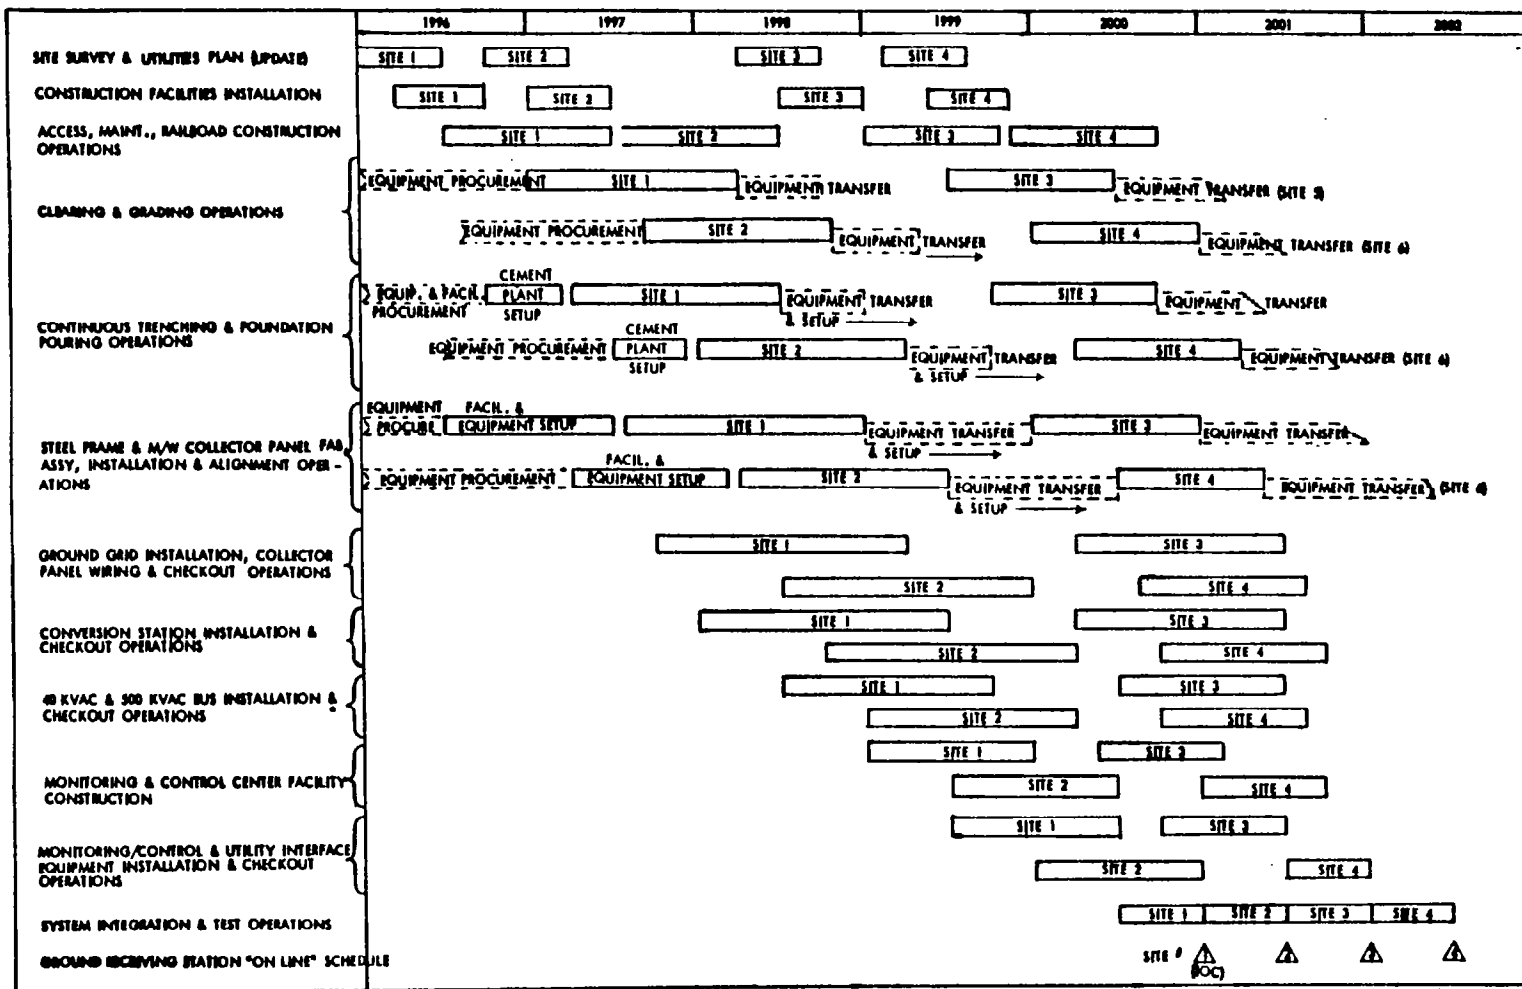 1996 1997 1998 1999 2000 2001 2002
SITE SURVEY & UTILITIES PLAN (UPDATE) SITE 1 SITE 2 SITE 3 SITE 4
CONSTRUCTION FACILITIES INSTALLATION SITE 1 SITE 2 SITE 3 SITE 4
ACCESS, MAINT., RAILROAD CONSTRUCTION
OPERATIONS
SITE 1 SITE 2 SITE 3 SITE 4
EQUIPMENT PROCUREMENT SITE 1 EQUIPMENT TRANSFER SITE 3 EQUIPMENT TRANSFER (SITE 5)
CLEARING & GRADING OPERATIONS
EQUIPMENT PROCUREMENT SITE 2 EQUIPMENT TRANSFER SITE 4 EQUIPMENT TRANSFER (SITE 6)
CEMENT
EQUIP. & FACIL. PLANT SITE 1 EQUIPMENT TRANSFER SITE 3 EQUIPMENT TRANSFER
PROCUREMENT SETUP & SETUP
CONTINUOUS TRENCHING & FOUNDATION
POURING OPERATIONS
CEMENT
EQUIPMENT PROCUREMENT PLANT SITE 2 EQUIPMENT TRANSFER SITE 4 EQUIPMENT TRANSFER (SITE 6)
SETUP & SETUP
EQUIPMENT FACIL. &
PROCURE EQUIPMENT SETUP SITE 1 EQUIPMENT TRANSFER SITE 3 EQUIPMENT TRANSFER
& SETUP
STEEL FRAME & M/W COLLECTOR PANEL FAB,
ASSY, INSTALLATION & ALIGNMENT OPER-
ATIONS
FACIL. &
EQUIPMENT PROCUREMENT EQUIPMENT SETUP SITE 2 EQUIPMENT TRANSFER SITE 4 EQUIPMENT TRANSFER (SITE 6)
& SETUP
GROUND GRID INSTALLATION, COLLECTOR
PANEL WIRING & CHECKOUT OPERATIONS
SITE 1 SITE 3
SITE 2 SITE 4
CONVERSION STATION INSTALLATION &
CHECKOUT OPERATIONS
SITE 1 SITE 3
SITE 2 SITE 4
40 KVAC & 500 KVAC BUS INSTALLATION &
CHECKOUT OPERATIONS
SITE 1 SITE 3
SITE 2 SITE 4
MONITORING & CONTROL CENTER FACILITY
CONSTRUCTION
SITE 1 SITE 3
SITE 2 SITE 4
MONITORING/CONTROL & UTILITY INTERFACE
EQUIPMENT INSTALLATION & CHECKOUT
OPERATIONS
SITE 1 SITE 3
SITE 2 SITE 4
SYSTEM INTEGRATION & TEST OPERATIONS SITE 1 SITE 2 SITE 3 SITE 4
GROUND RECEIVING STATION "ON LINE" SCHEDULE SITE #
(IOC)